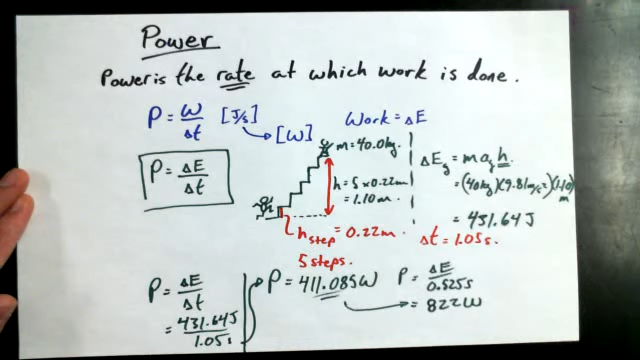 Power
Power is the rate at which work is done.
P = W/Δt [J/s] → [W]
Work = ΔE
P = ΔE/Δt
m = 40.0kg.
h = 5 x 0.22m
= 1.10m.
h step = 0.22m
5 steps.
ΔEg = m ag h
= (40kg)(9.81m/s²)(1.10)m
= 431.64 J
Δt = 1.05s.
P = ΔE/Δt
= 431.64J/1.05s
P = 411.085W
P = ΔE/0.525s
= 822W